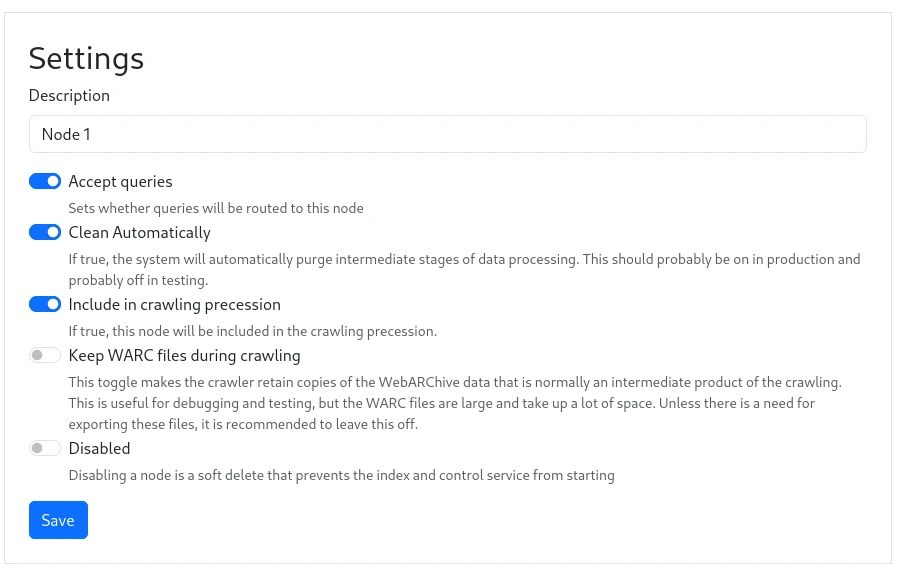 Settings
Description
Node 1
Accept queries
Sets whether queries will be routed to this node
Clean Automatically
If true, the system will automatically purge intermediate stages of data processing. This should probably be on in production and
probably off in testing.
Include in crawling precession
If true, this node will be included in the crawling precession.
Keep WARC files during crawling
This toggle makes the crawler retain copies of the WebARChive data that is normally an intermediate product of the crawling.
This is useful for debugging and testing, but the WARC files are large and take up a lot of space. Unless there is a need for
exporting these files, it is recommended to leave this off.
Disabled
Disabling a node is a soft delete that prevents the index and control service from starting
Save